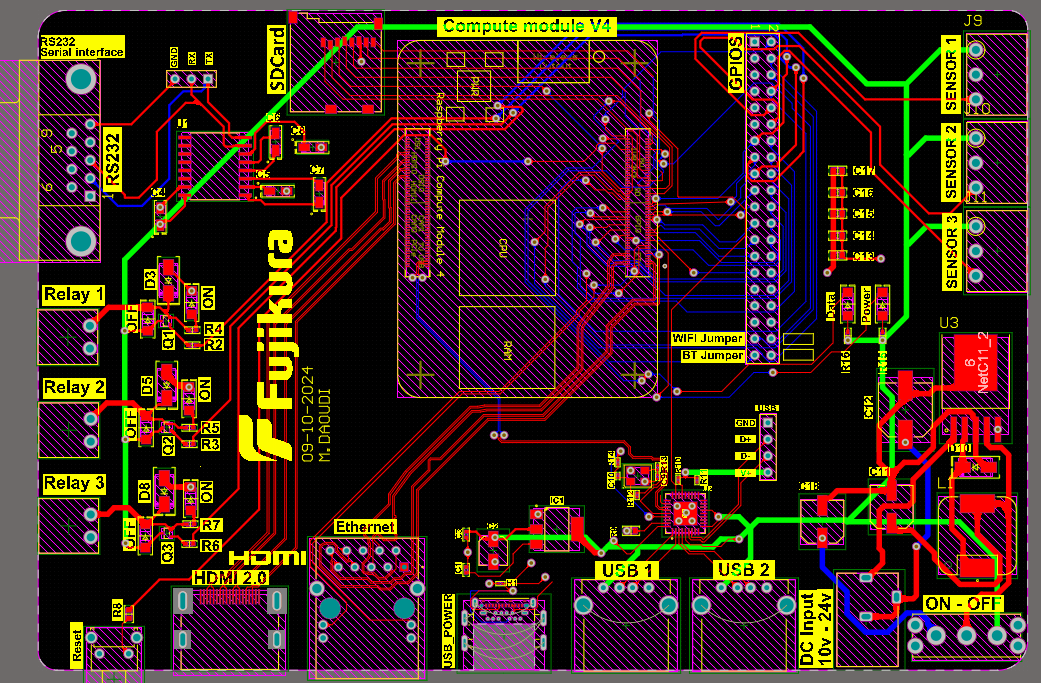 Compute module V4
J9
RS232
Serial interface
GND
RX
TX
SDCard
GPIOS
SENSOR 1
J10
J1
C6
C8
5
9
6
1
RS232
C5
C7
C4
Raspberry Pi Compute Module 4
CPU
RAM
SENSOR 2
J11
SENSOR 3
C17
C16
C15
C14
C13
Relay 1
D3
ON
OFF
Q1
R4
R2
Fujikura
09-10-2024
M.DAOUDI
Data
Power
WIFI Jumper
BT Jumper
U3
6
NetC11_2
Relay 2
D5
ON
OFF
Q2
R5
R3
C12
USB
GND
D+
D-
V+
D10
C11
Relay 3
D8
ON
OFF
Q3
R7
R6
Ethernet
HDMI
HDMI 2.0
R8
Reset
USB_POWER
USB 1
USB 2
DC Input
10v - 24v
ON - OFF